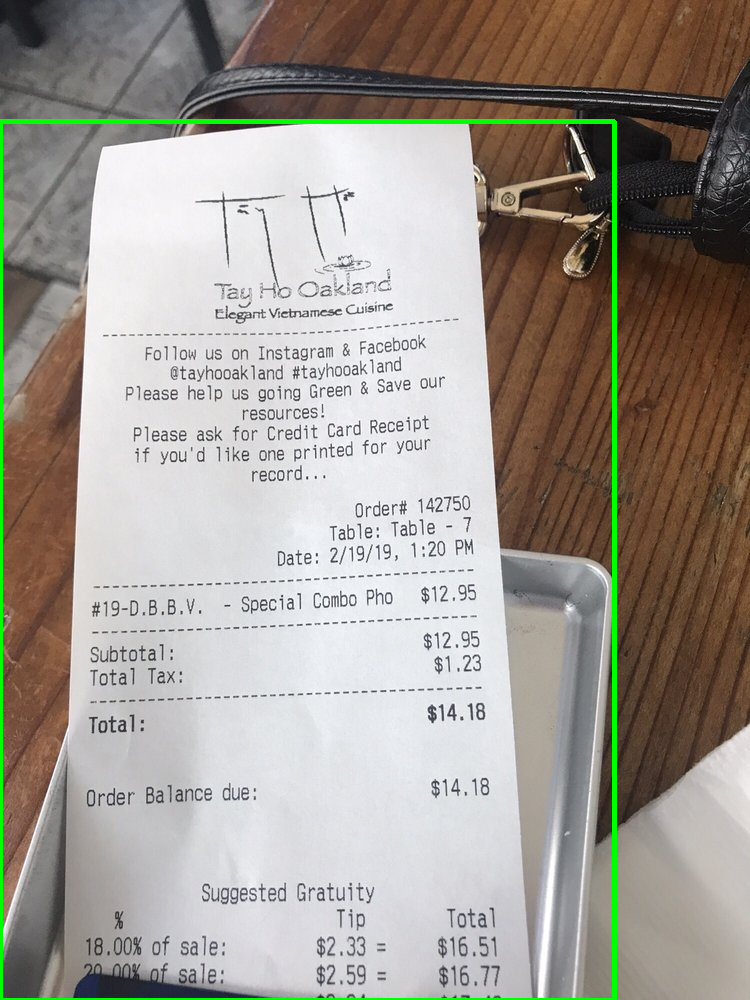 Tay Ho Oakland
Elegant Vietnamese Cuisine
Follow us on Instagram & Facebook
@tayhooakland #tayhooakland
Please help us going Green & Save our
resources!
Please ask for Credit Card Receipt
if you'd like one printed for your
record...
Order# 142750
Table: Table - 7
Date: 2/19/19, 1:20 PM
#19-D.B.B.V. - Special Combo Pho $12.95
Subtotal: $12.95
Total Tax: $1.23
Total: $14.18
Order Balance due: $14.18
Suggested Gratuity
% Tip Total
18.00% of sale: $2.33 = $16.51
20.00% of sale: $2.59 = $16.77